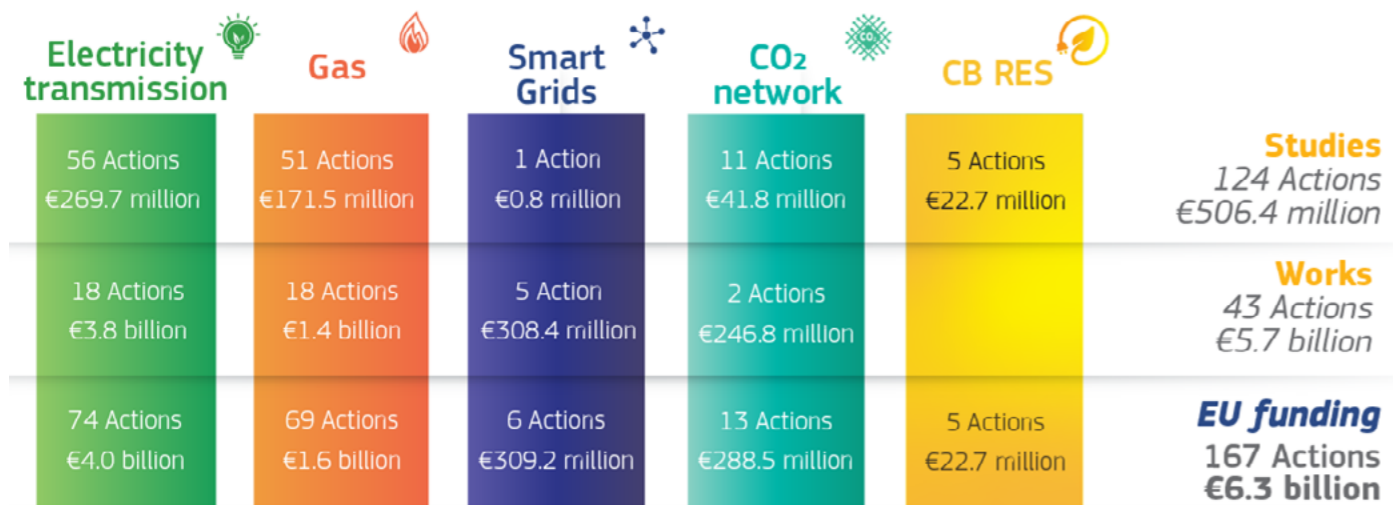 Electricity
transmission
Gas
Smart
Grids
CO₂
network
CO₂
CB RES
56 Actions
€269.7 million
51 Actions
€171.5 million
1 Action
€0.8 million
11 Actions
€41.8 million
5 Actions
€22.7 million
Studies
124 Actions
€506.4 million
18 Actions
€3.8 billion
18 Actions
€1.4 billion
5 Action
€308.4 million
2 Actions
€246.8 million
Works
43 Actions
€5.7 billion
74 Actions
€4.0 billion
69 Actions
€1.6 billion
6 Actions
€309.2 million
13 Actions
€288.5 million
5 Actions
€22.7 million
EU funding
167 Actions
€6.3 billion